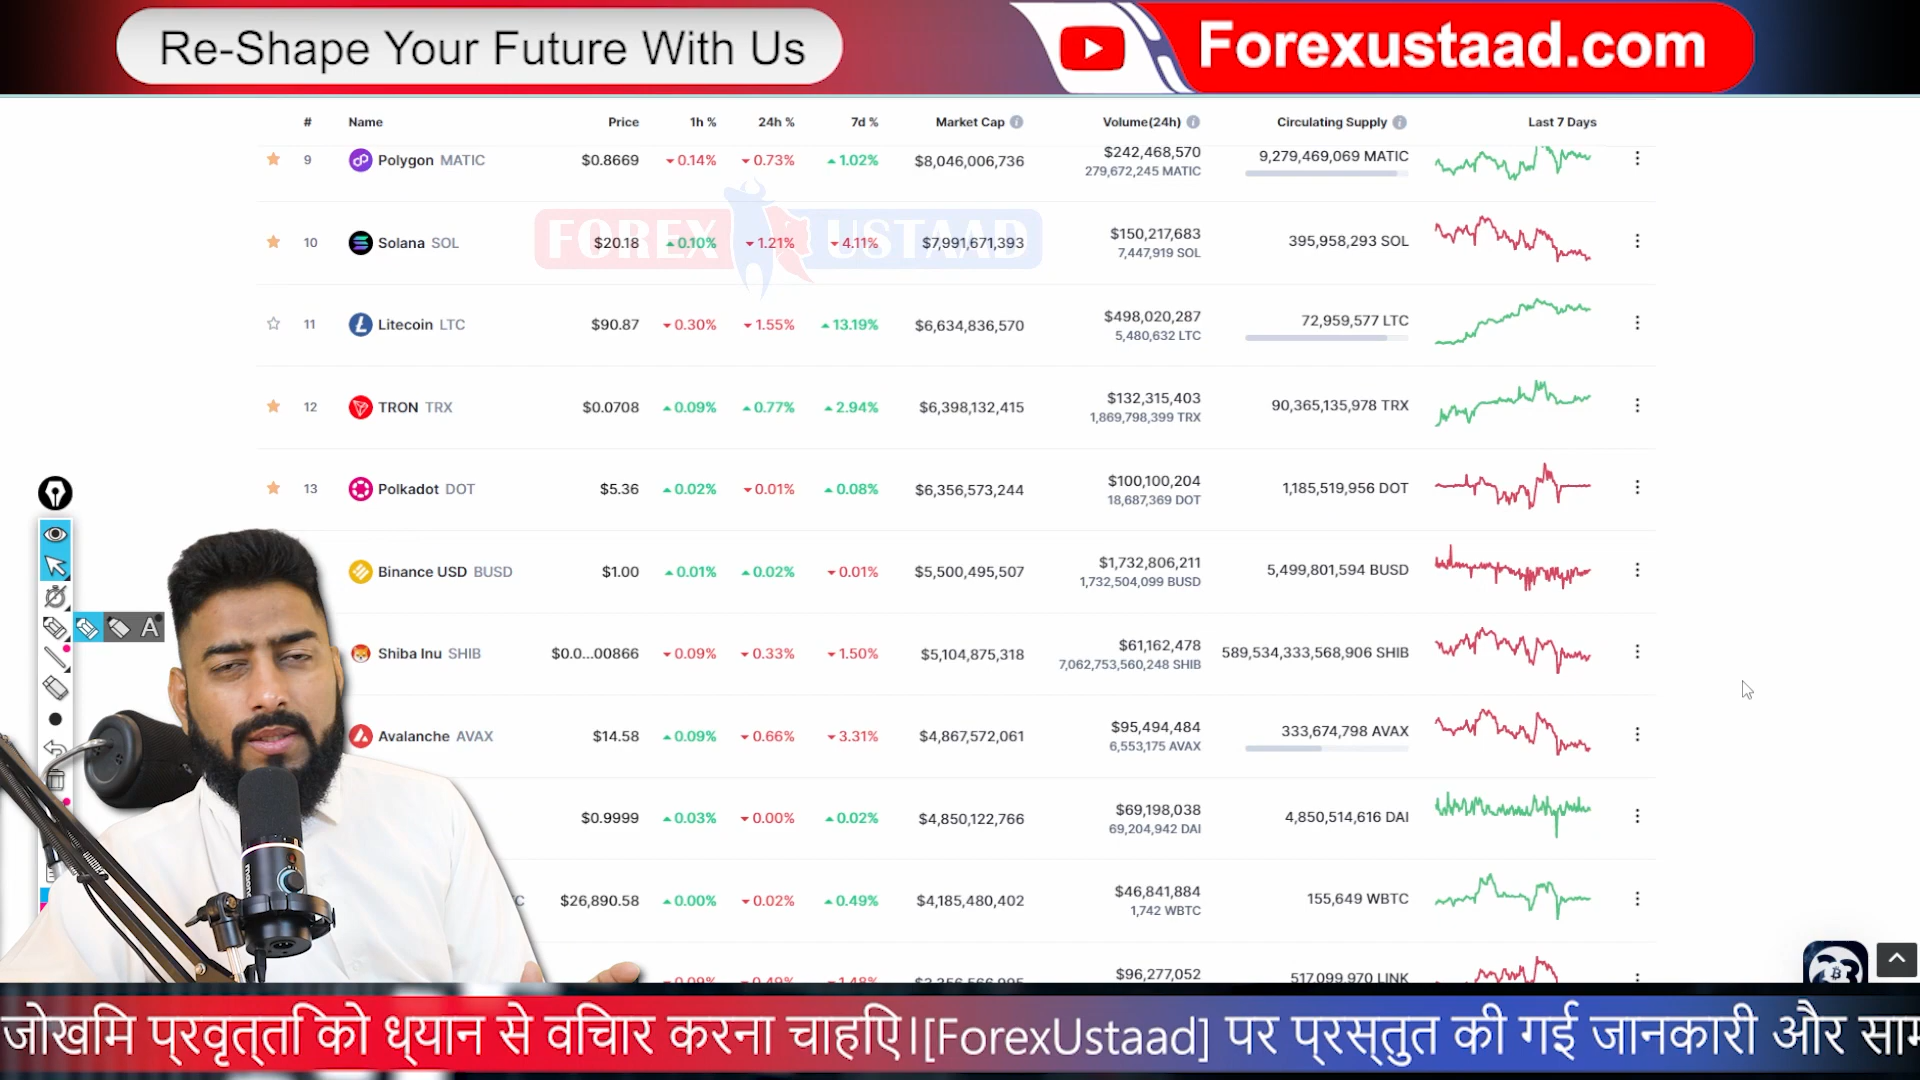 Re-Shape Your Future With Us
Forexustaad.com
# Name Price 1h % 24h % 7d % Market Cap Volume(24h) Circulating Supply Last 7 Days
9 Polygon MATIC $0.8669 0.14% 0.73% 1.02% $8,046,006,736 $242,468,570 9,279,469,069 MATIC
279,672,245 MATIC
FOREX USTAAD
10 Solana SOL $20.18 0.10% 1.21% 4.11% $7,991,671,393 $150,217,683 395,958,293 SOL
7,447,919 SOL
11 Litecoin LTC $90.87 0.30% 1.55% 13.19% $6,634,836,570 $498,020,287 72,959,577 LTC
5,480,632 LTC
12 TRON TRX $0.0708 0.09% 0.77% 2.94% $6,398,132,415 $132,315,403 90,365,135,978 TRX
1,869,798,399 TRX
13 Polkadot DOT $5.36 0.02% 0.01% 0.08% $6,356,573,244 $100,100,204 1,185,519,956 DOT
18,687,369 DOT
Binance USD BUSD $1.00 0.01% 0.02% 0.01% $5,500,495,507 $1,732,806,211 5,499,801,594 BUSD
1,732,504,099 BUSD
A
Shiba Inu SHIB $0.0...00866 0.09% 0.33% 1.50% $5,104,875,318 $61,162,478 589,534,333,568,906 SHIB
7,062,753,560,248 SHIB
Avalanche AVAX $14.58 0.09% 0.66% 3.31% $4,867,572,061 $95,494,484 333,674,798 AVAX
6,553,175 AVAX
$0.9999 0.03% 0.00% 0.02% $4,850,122,766 $69,198,038 4,850,514,616 DAI
69,204,942 DAI
$26,890.58 0.00% 0.02% 0.49% $4,185,480,402 $46,841,884 155,649 WBTC
1,742 WBTC
$96,277,052 517,099,970 LINK
जोखिम प्रवृत्ति को ध्यान से विचार करना चाहिए।[ForexUstaad] पर प्रस्तुत की गई जानकारी और साम